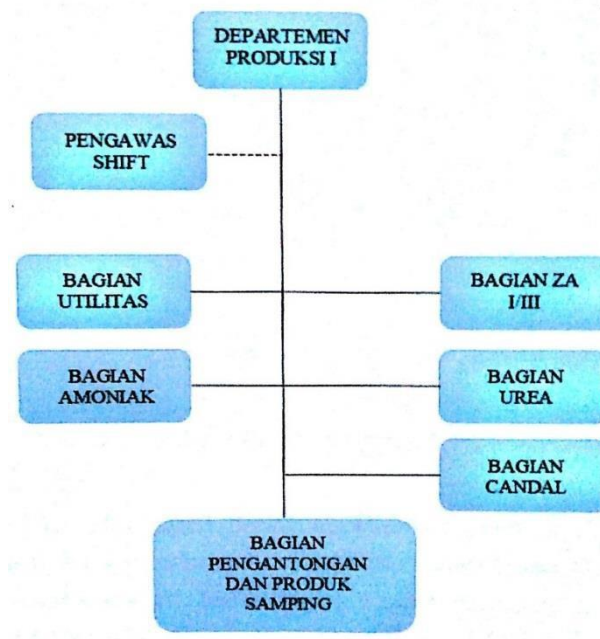 DEPARTEMEN
PRODUKSI I
PENGAWAS
SHIFT
BAGIAN
UTILITAS
BAGIAN ZA
I/III
BAGIAN
AMONIAK
BAGIAN
UREA
BAGIAN
CANDAL
BAGIAN
PENGANTONGAN
DAN PRODUK
SAMPING